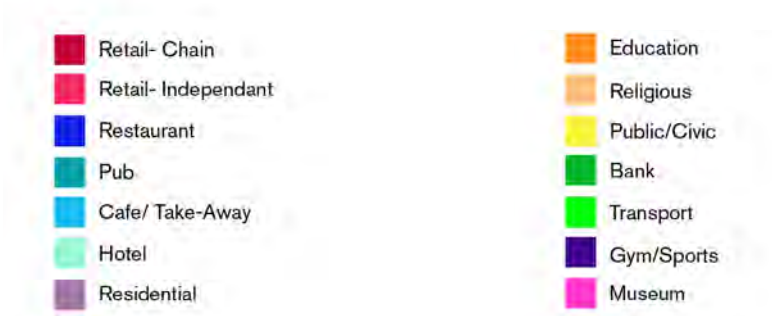 Retail- Chain
Retail- Independant
Restaurant
Pub
Cafe/ Take-Away
Hotel
Residential
Education
Religious
Public/Civic
Bank
Transport
Gym/Sports
Museum